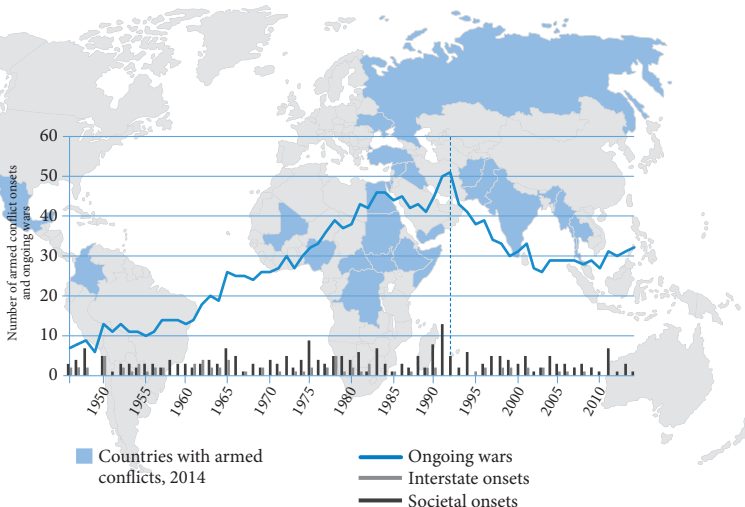 Number of armed conflict onsets
and ongoing wars
60
50
40
30
20
10
0
1950
1955
1960
1965
1970
1975
1980
1985
1990
1995
2000
2005
2010
Countries with armed
conflicts, 2014
Ongoing wars
Interstate onsets
Societal onsets